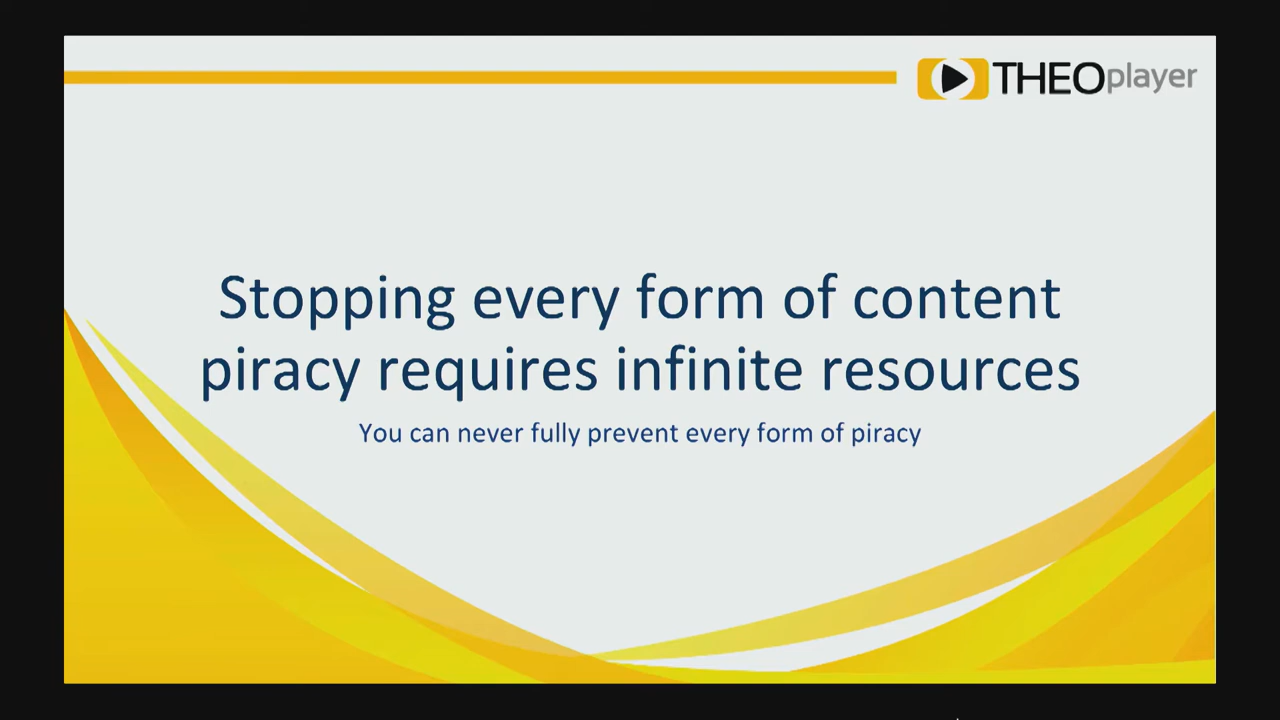 THEOplayer
Stopping every form of content
piracy requires infinite resources
You can never fully prevent every form of piracy